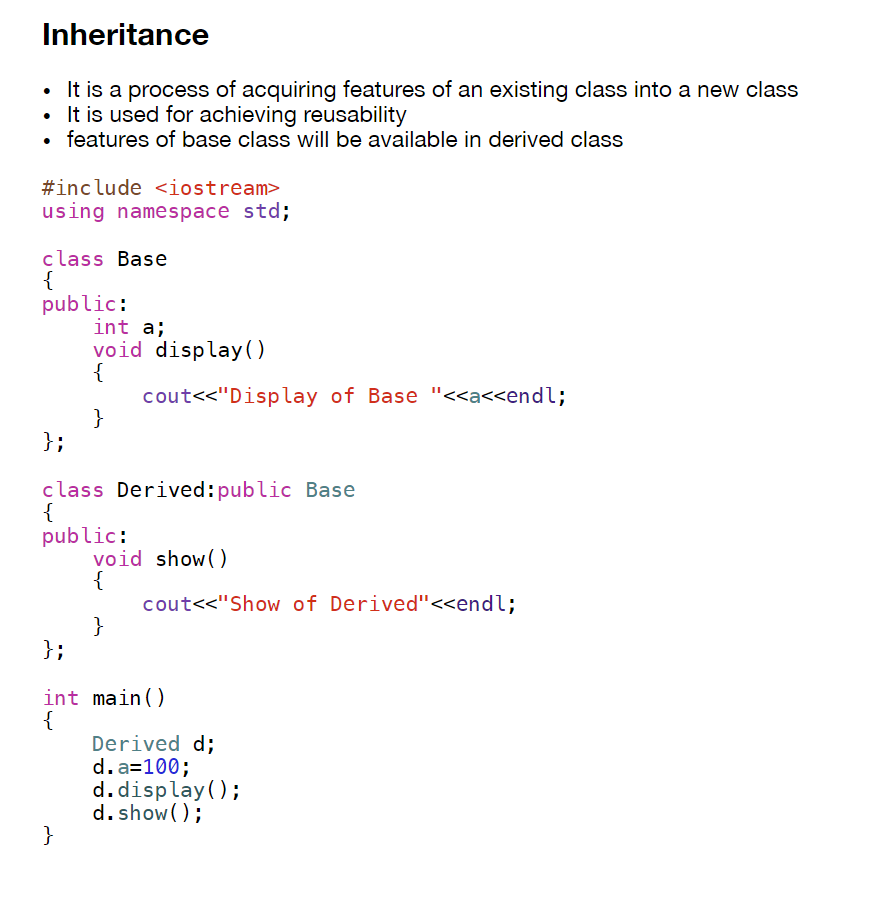 Inheritance
• It is a process of acquiring features of an existing class into a new class
• It is used for achieving reusability
• features of base class will be available in derived class
#include <iostream>
using namespace std;
class Base
{
public:
    int a;
    void display()
    {
        cout<<"Display of Base "<<a<<endl;
    }
};
class Derived:public Base
{
public:
    void show()
    {
        cout<<"Show of Derived"<<endl;
    }
};
int main()
{
    Derived d;
    d.a=100;
    d.display();
    d.show();
}